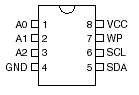 A0 1 8 VCC
A1 2 7 WP
A2 3 6 SCL
GND 4 5 SDA